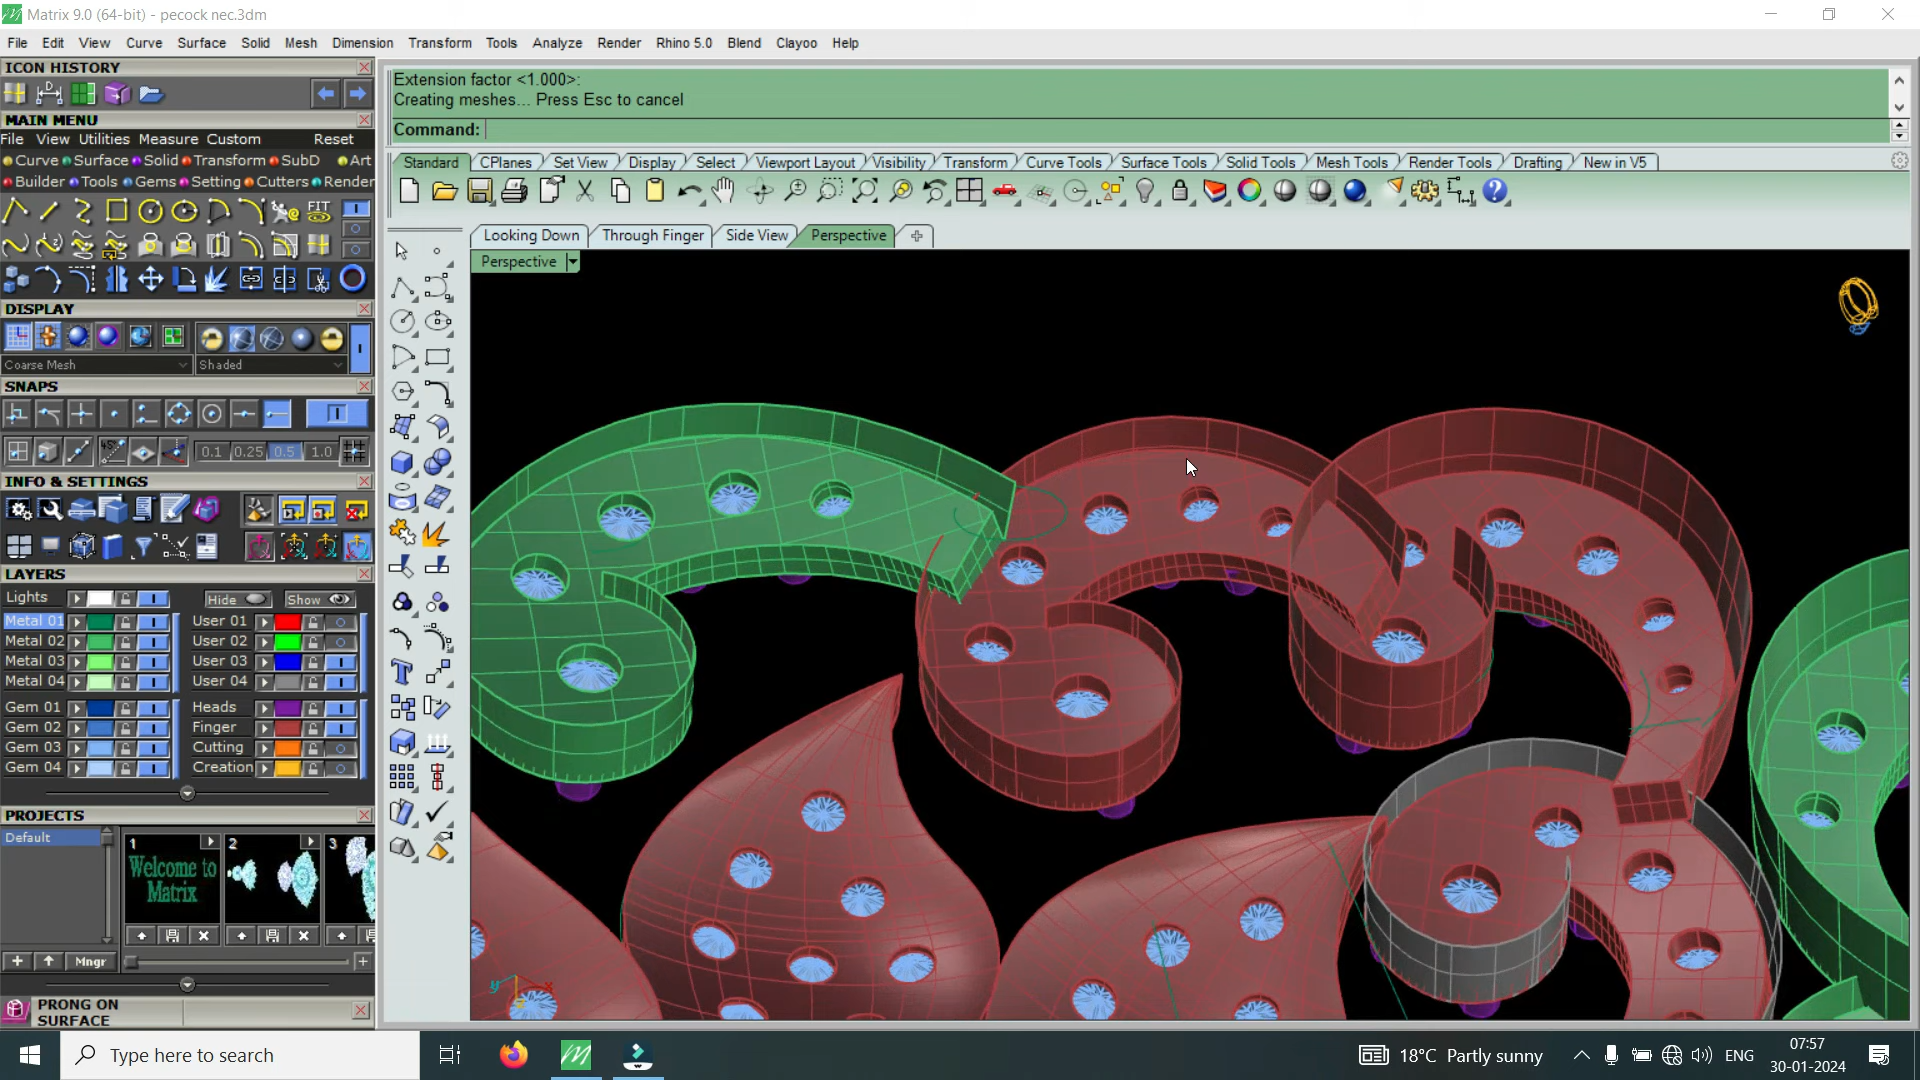 Matrix 9.0 (64-bit) - pecock nec.3dm
File Edit View Curve Surface Solid Mesh Dimension Transform Tools Analyze Render Rhino 5.0 Blend Clayoo Help
ICON HISTORY
MAIN MENU
File View Utilities Measure Custom Reset
Curve Surface Solid Transform SubD Art
Builder Tools Gems Setting Cutters Render
FIT
DISPLAY
Coarse Mesh Shaded
SNAPS
0.1 0.25 0.5 1.0
INFO & SETTINGS
LAYERS
Lights Hide Show
Metal 01 User 01
Metal 02 User 02
Metal 03 User 03
Metal 04 User 04
Gem 01 Heads
Gem 02 Finger
Gem 03 Cutting
Gem 04 Creation
PROJECTS
Default
1 2 3
Welcome to
Matrix
Mngr
PRONG ON
SURFACE
Extension factor <1.000>:
Creating meshes... Press Esc to cancel
Command:
Standard CPlanes Set View Display Select Viewport Layout Visibility Transform Curve Tools Surface Tools Solid Tools Mesh Tools Render Tools Drafting New in V5
Looking Down Through Finger Side View Perspective
Perspective
y x
Type here to search
18°C Partly sunny
ENG
07:57
30-01-2024